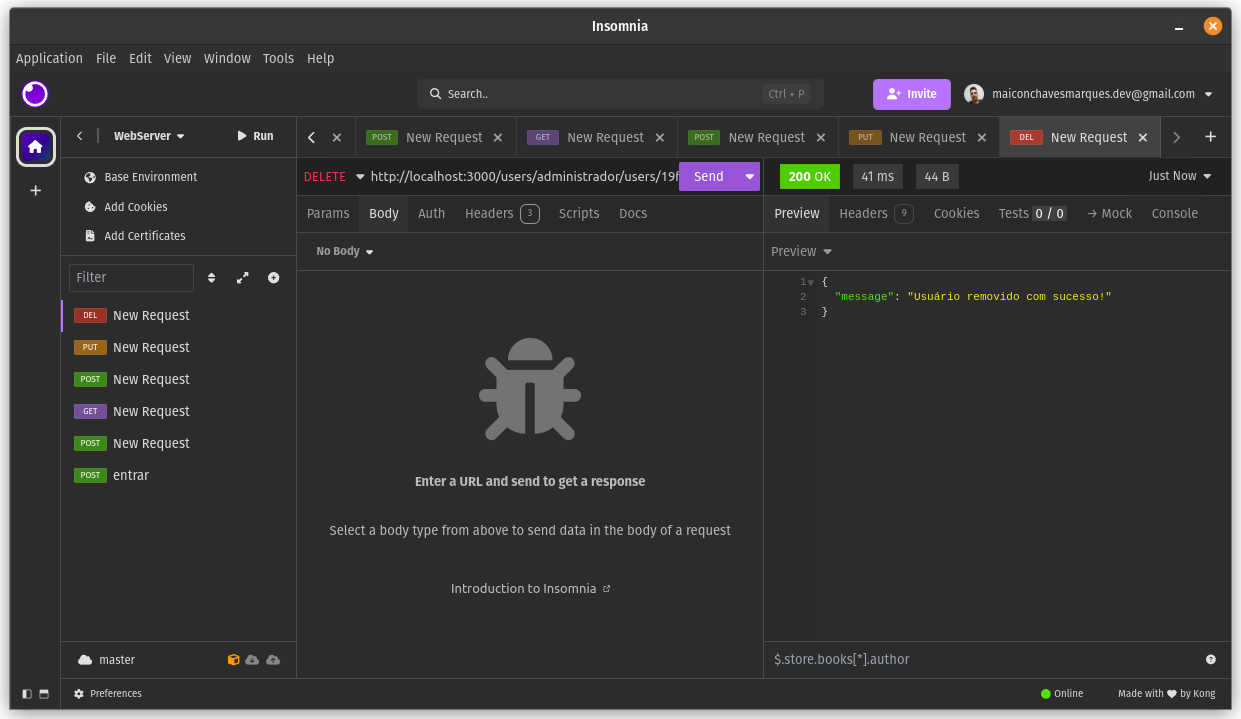 Insomnia
Application File Edit View Window Tools Help
Search.. Ctrl + P Invite maiconchavesmarques.dev@gmail.com
WebServer Run
POST New Request GET New Request POST New Request PUT New Request DEL New Request
Base Environment
Add Cookies
Add Certificates
Filter
DEL New Request
PUT New Request
POST New Request
GET New Request
POST New Request
POST entrar
master
DELETE http://localhost:3000/users/administrador/users/19f Send
Params Body Auth Headers 3 Scripts Docs
No Body
Enter a URL and send to get a response
Select a body type from above to send data in the body of a request
Introduction to Insomnia
200 OK 41 ms 44 B Just Now
Preview Headers 9 Cookies Tests 0 / 0 Mock Console
Preview
1 {
2 "message": "Usuário removido com sucesso!"
3 }
$.store.books[*].author
Preferences Online Made with by Kong